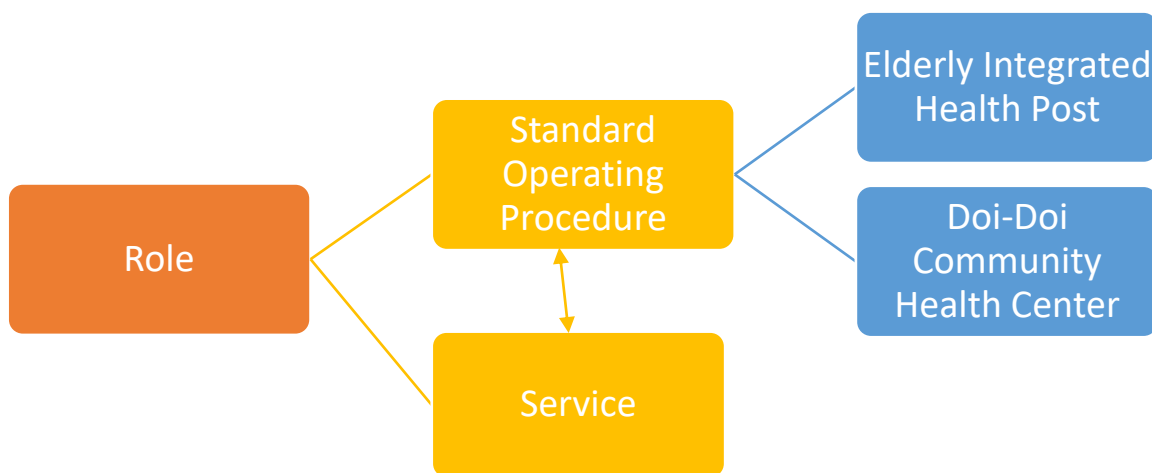 Role
Standard
Operating
Procedure
Service
Elderly Integrated
Health Post
Doi-Doi
Community
Health Center